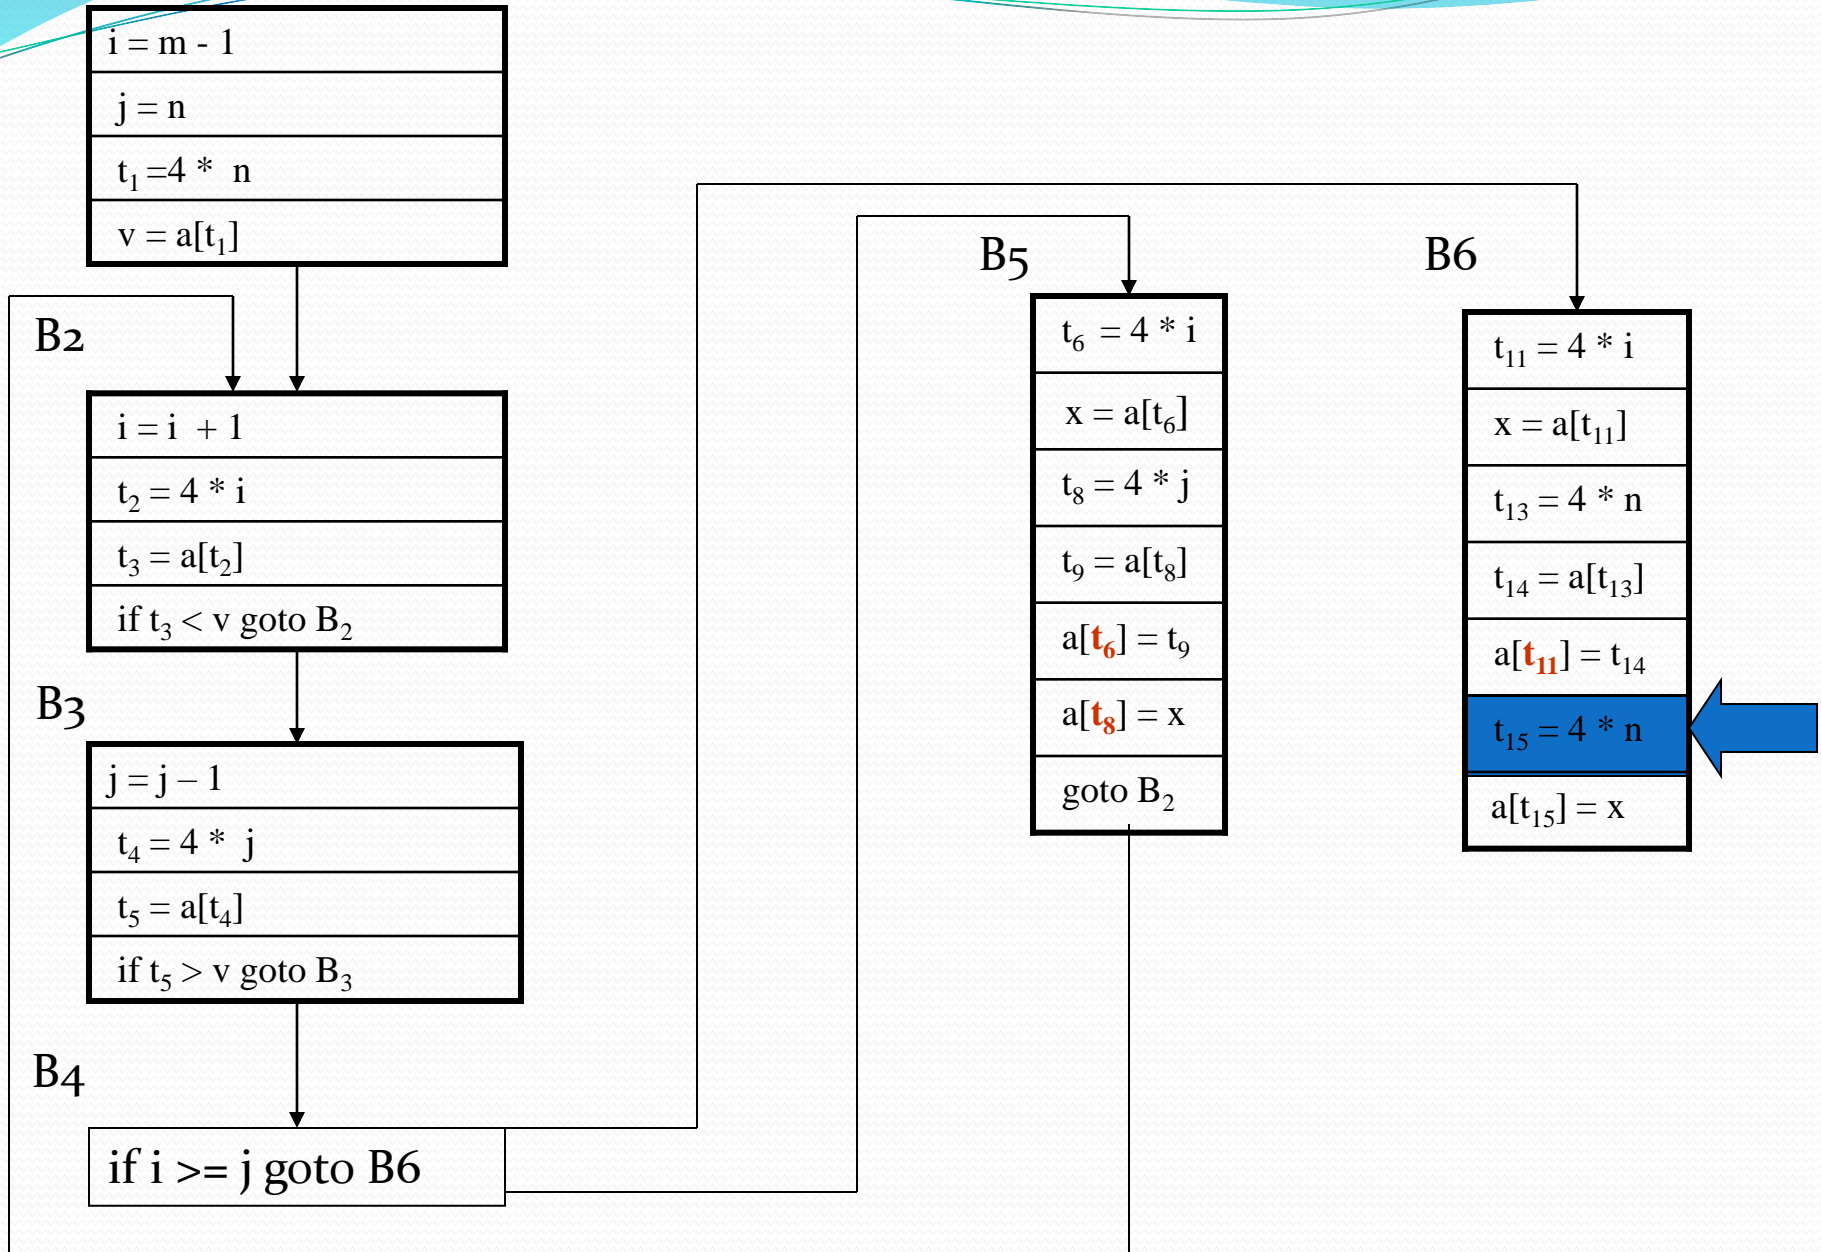 i = m - 1
j = n
t₁ =4 * n
v = a[t₁]
B2
i = i + 1
t₂ = 4 * i
t₃ = a[t₂]
if t₃ < v goto B₂
B3
j = j – 1
t₄ = 4 * j
t₅ = a[t₄]
if t₅ > v goto B₃
B4
if i >= j goto B6
B5
t₆ = 4 * i
x = a[t₆]
t₈ = 4 * j
t₉ = a[t₈]
a[t₆] = t₉
a[t₈] = x
goto B₂
B6
t₁₁ = 4 * i
x = a[t₁₁]
t₁₃ = 4 * n
t₁₄ = a[t₁₃]
a[t₁₁] = t₁₄
t₁₅ = 4 * n
a[t₁₅] = x